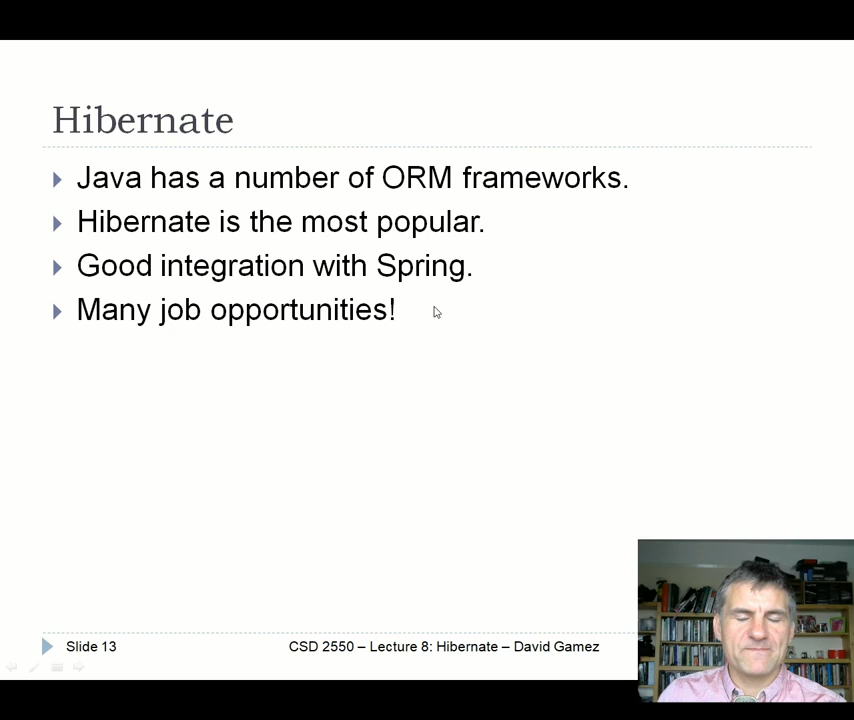 Hibernate
Java has a number of ORM frameworks.
Hibernate is the most popular.
Good integration with Spring.
Many job opportunities!
Slide 13
CSD 2550 – Lecture 8: Hibernate – David Gamez